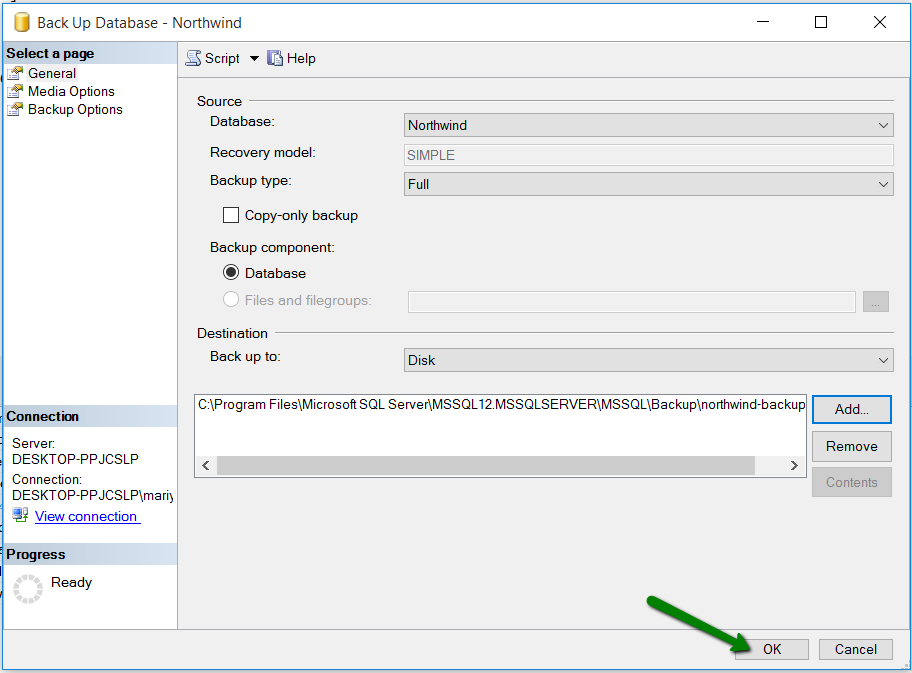 Back Up Database - Northwind
Select a page
General
Media Options
Backup Options
Script
Help
Source
Database:
Northwind
Recovery model:
SIMPLE
Backup type:
Full
Copy-only backup
Backup component:
Database
Files and filegroups:
...
Destination
Back up to:
Disk
C:\Program Files\Microsoft SQL Server\MSSQL12.MSSQLSERVER\MSSQL\Backup\northwind-backup
Add...
Remove
Contents
Connection
Server:
DESKTOP-PPJCSLP
Connection:
DESKTOP-PPJCSLP\mariy
View connection
Progress
Ready
OK
Cancel